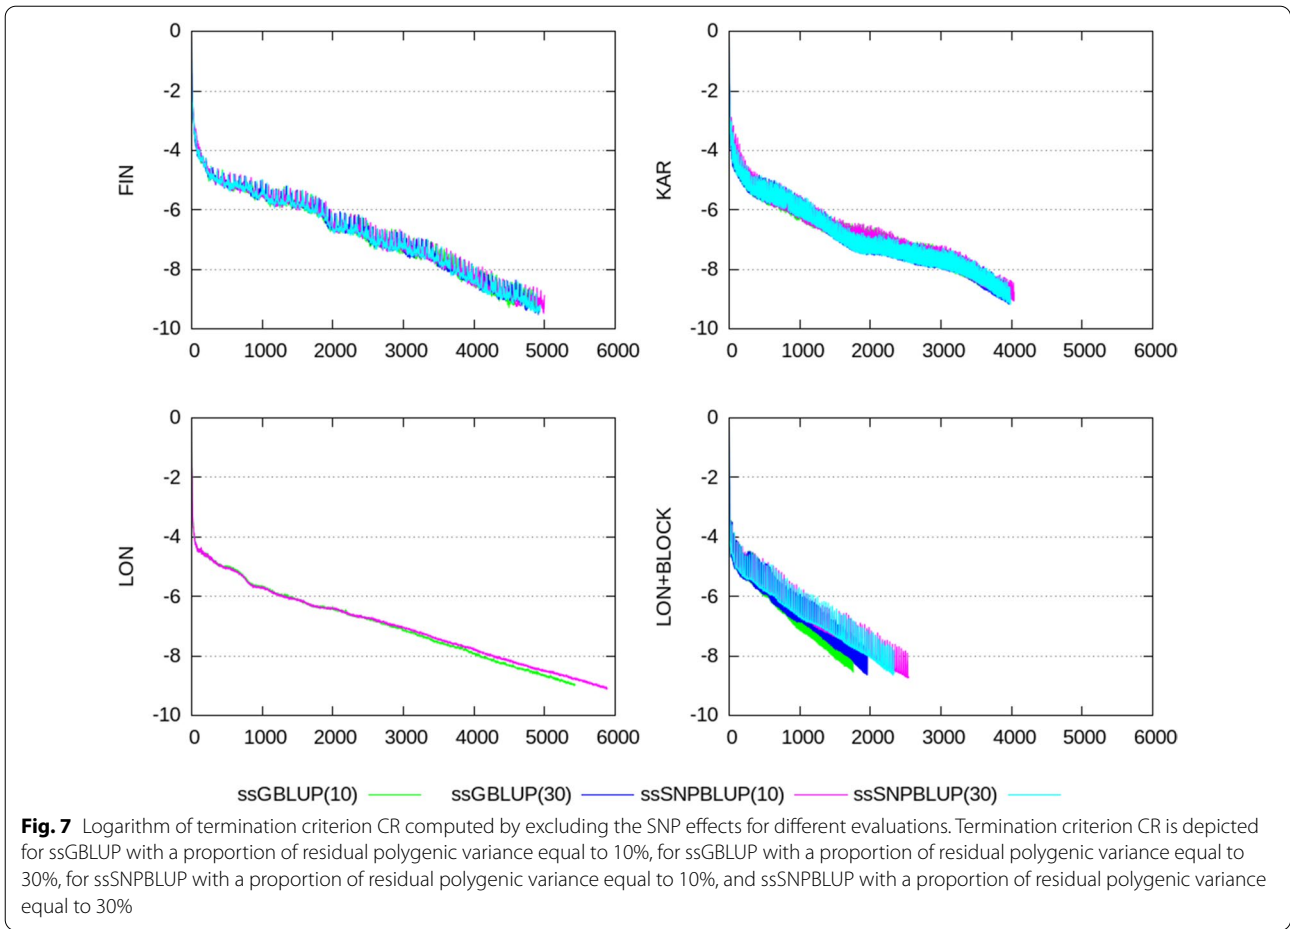 0
-2
-4
-6
-8
-10
FIN
0 1000 2000 3000 4000 5000 6000
0
-2
-4
-6
-8
-10
KAR
0 1000 2000 3000 4000 5000 6000
0
-2
-4
-6
-8
-10
LON
0 1000 2000 3000 4000 5000 6000
0
-2
-4
-6
-8
-10
LON+BLOCK
0 1000 2000 3000 4000 5000 6000
ssGBLUP(10) ssGBLUP(30) ssSNPBLUP(10) ssSNPBLUP(30)
Fig. 7 Logarithm of termination criterion CR computed by excluding the SNP effects for different evaluations. Termination criterion CR is depicted
for ssGBLUP with a proportion of residual polygenic variance equal to 10%, for ssGBLUP with a proportion of residual polygenic variance equal to
30%, for ssSNPBLUP with a proportion of residual polygenic variance equal to 10%, and ssSNPBLUP with a proportion of residual polygenic variance
equal to 30%